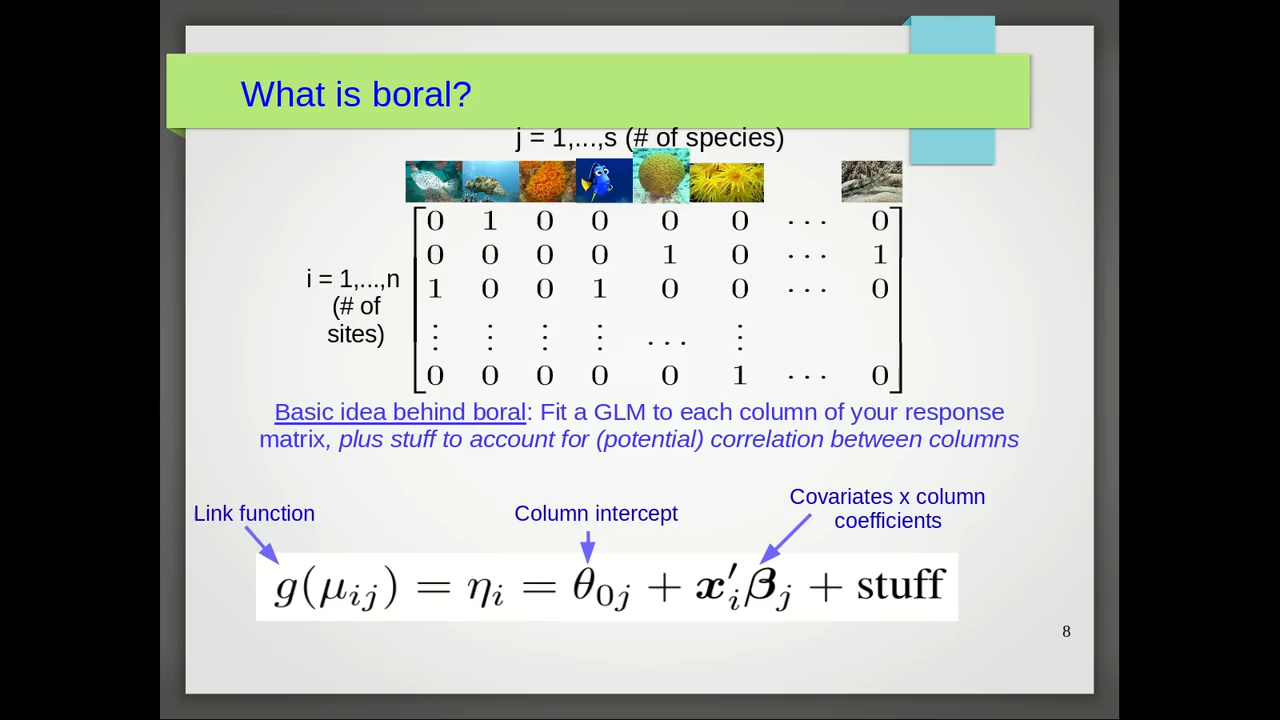 What is boral?
j = 1,...,s (# of species)
0 1 0 0 0 0 ··· 0
0 0 0 0 1 0 ··· 1
i = 1,...,n
1 0 0 1 0 0 ··· 0
(# of
sites)
⋮ ⋮ ⋮ ⋮ ··· ⋮
0 0 0 0 0 1 ··· 0
Basic idea behind boral: Fit a GLM to each column of your response
matrix, plus stuff to account for (potential) correlation between columns
Link function
Column intercept
Covariates x column
coefficients
g(μij) = ηi = θ0j + x′iβj + stuff
8